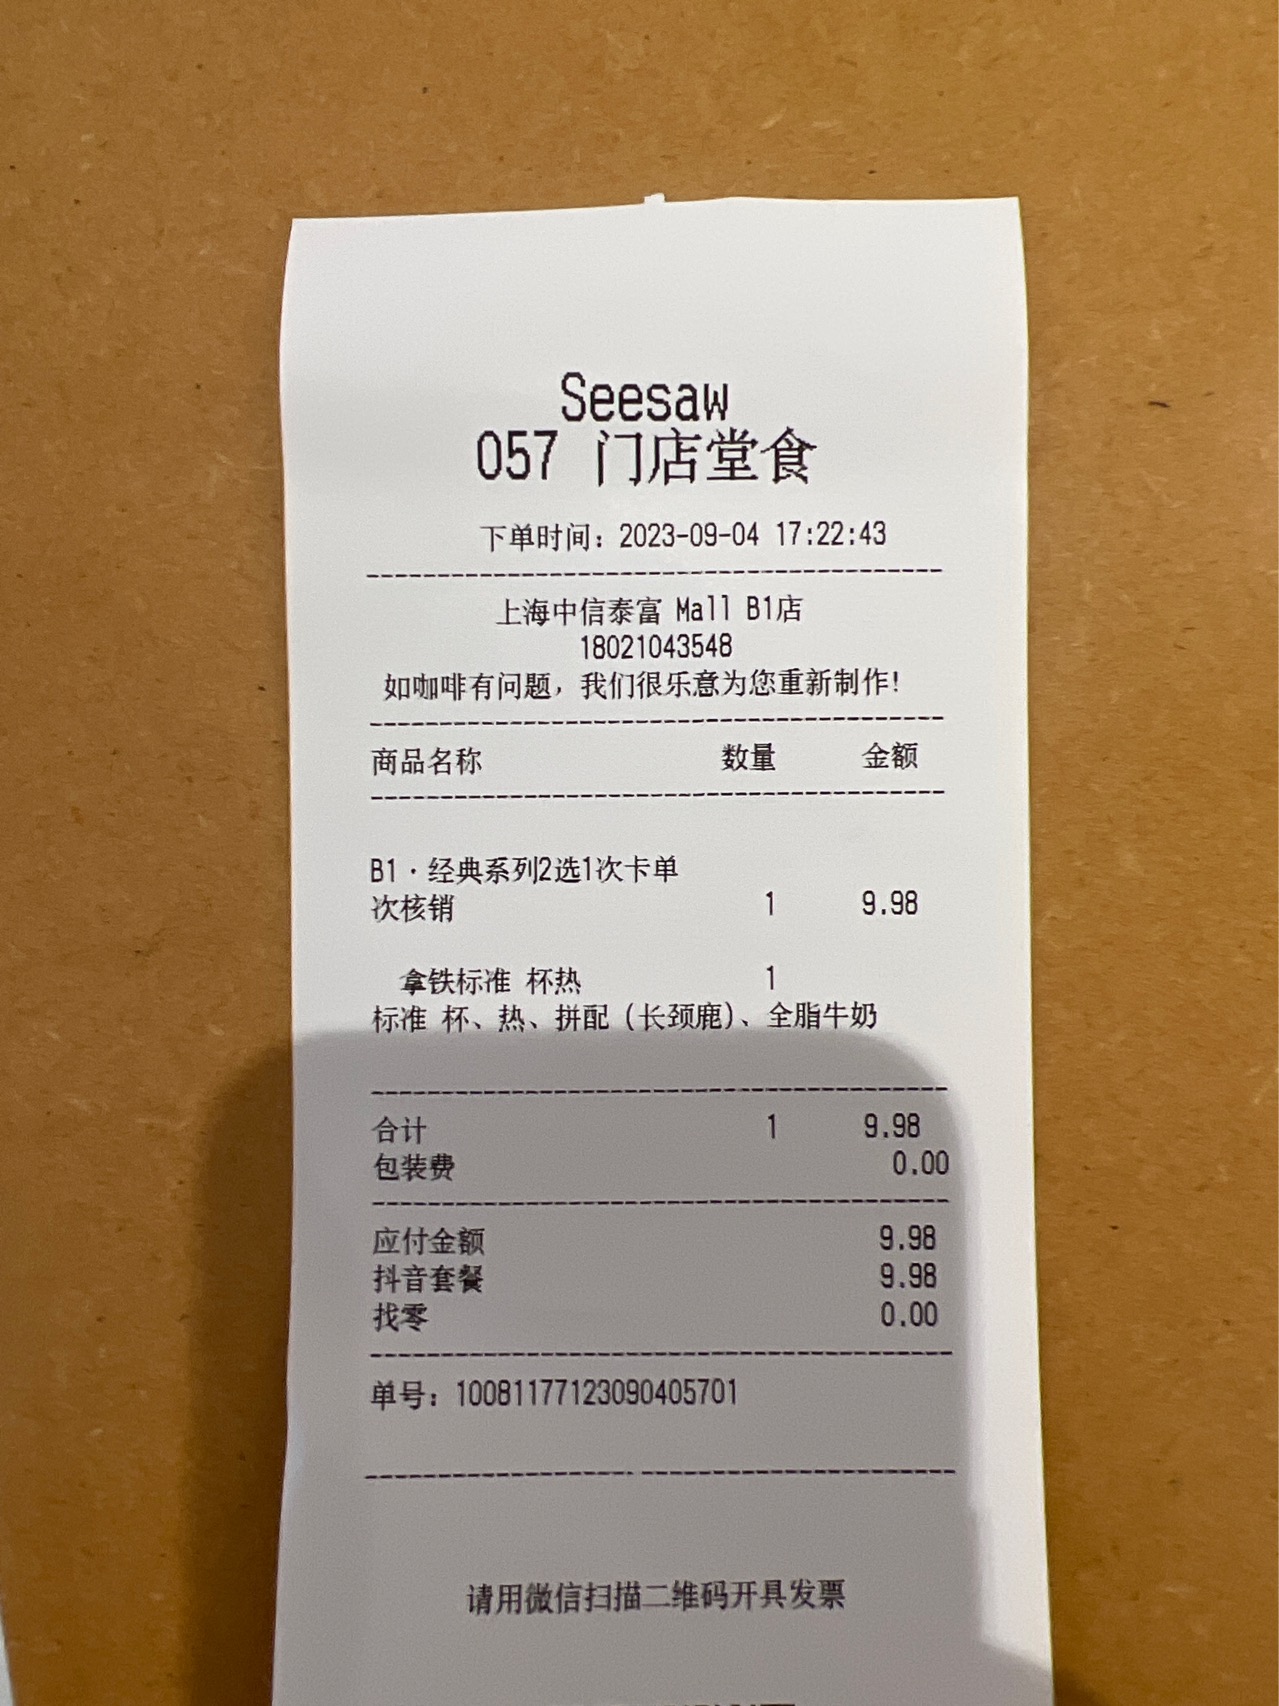 Seesaw
057 门店堂食
下单时间：2023-09-04 17:22:43
上海中信泰富 Mall B1店
18021043548
如咖啡有问题，我们很乐意为您重新制作！
商品名称 数量 金额
B1·经典系列2选1次卡单
次核销 1 9.98
拿铁标准 杯热 1
标准 杯、热、拼配（长颈鹿）、全脂牛奶
合计 1 9.98
包装费 0.00
应付金额 9.98
抖音套餐 9.98
找零 0.00
单号：10081177123090405701
请用微信扫描二维码开具发票